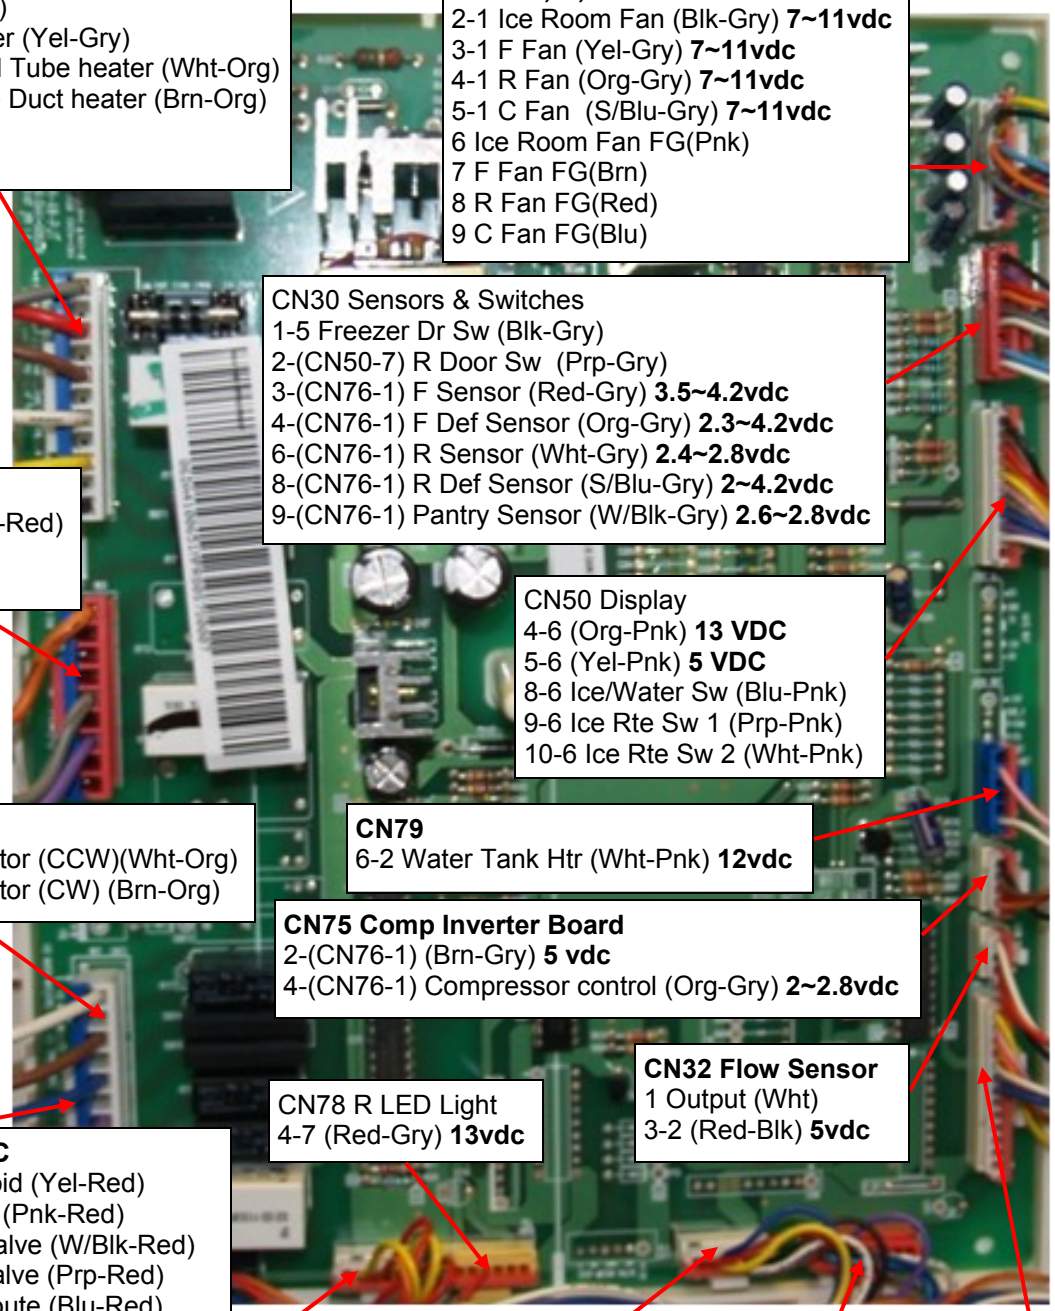 )
er (Yel-Gry)
l Tube heater (Wht-Org)
Duct heater (Brn-Org)
2-1 Ice Room Fan (Blk-Gry) 7~11vdc
3-1 F Fan (Yel-Gry) 7~11vdc
4-1 R Fan (Org-Gry) 7~11vdc
5-1 C Fan (S/Blu-Gry) 7~11vdc
6 Ice Room Fan FG(Pnk)
7 F Fan FG(Brn)
8 R Fan FG(Red)
9 C Fan FG(Blu)
CN30 Sensors & Switches
1-5 Freezer Dr Sw (Blk-Gry)
2-(CN50-7) R Door Sw (Prp-Gry)
3-(CN76-1) F Sensor (Red-Gry) 3.5~4.2vdc
4-(CN76-1) F Def Sensor (Org-Gry) 2.3~4.2vdc
6-(CN76-1) R Sensor (Wht-Gry) 2.4~2.8vdc
8-(CN76-1) R Def Sensor (S/Blu-Gry) 2~4.2vdc
9-(CN76-1) Pantry Sensor (W/Blk-Gry) 2.6~2.8vdc
-Red)
CN50 Display
4-6 (Org-Pnk) 13 VDC
5-6 (Yel-Pnk) 5 VDC
8-6 Ice/Water Sw (Blu-Pnk)
9-6 Ice Rte Sw 1 (Prp-Pnk)
10-6 Ice Rte Sw 2 (Wht-Pnk)
CN79
6-2 Water Tank Htr (Wht-Pnk) 12vdc
tor (CCW)(Wht-Org)
tor (CW) (Brn-Org)
CN75 Comp Inverter Board
2-(CN76-1) (Brn-Gry) 5 vdc
4-(CN76-1) Compressor control (Org-Gry) 2~2.8vdc
CN32 Flow Sensor
1 Output (Wht)
3-2 (Red-Blk) 5vdc
CN78 R LED Light
4-7 (Red-Gry) 13vdc
C
oid (Yel-Red)
(Pnk-Red)
alve (W/Blk-Red)
alve (Prp-Red)
oute (Blu-Red)